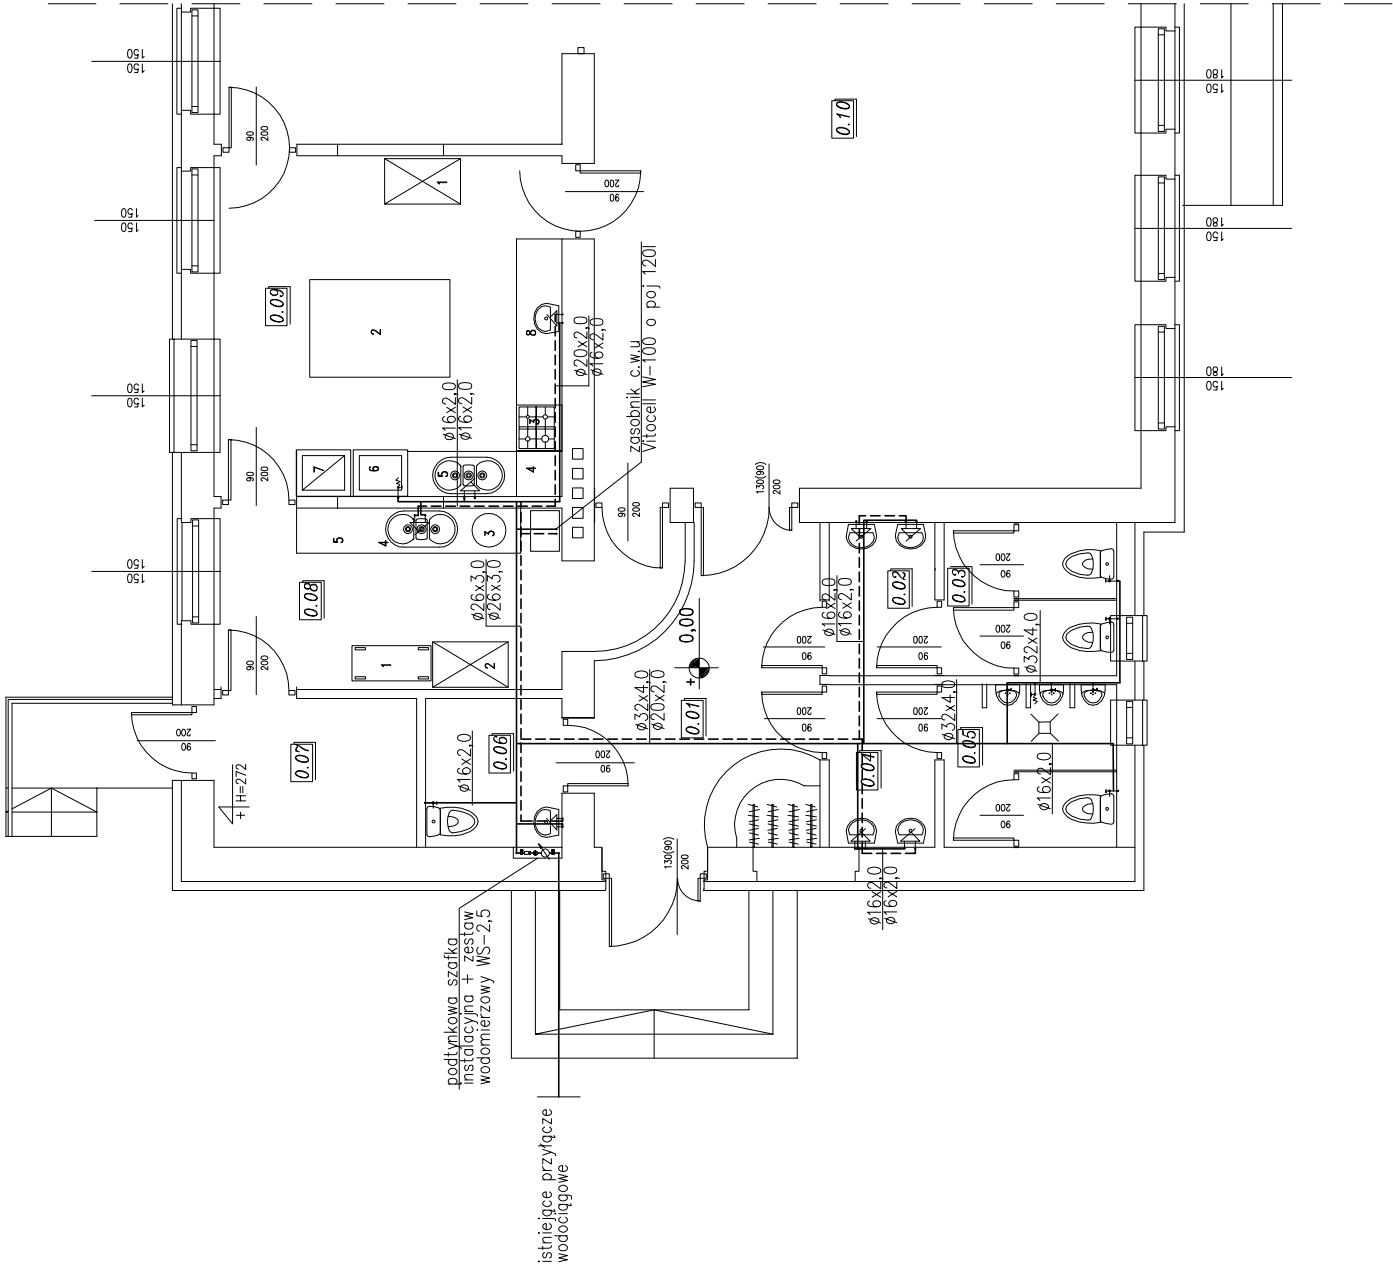 150
150
150
150
150
150
150
150
180
150
180
150
180
150
90
200
90
200
90
200
90
200
90
200
90
200
90
200
130(90)
200
130(90)
200
90
200
90
200
90
200
90
200
90
200
90
200
90
200
0.10
0.09
0.08
0.07
0.06
0.01
0.02
0.03
0.04
0.05
1
2
3
4
5
6
7
8
1
2
3
4
5
0,00
+
+ H=272
ø16x2,0
ø16x2,0
ø20x2,0
ø16x2,0
zasobnik c.w.u
Vitocell W-100 o poj 120l
ø26x3,0
ø26x3,0
ø32x4,0
ø20x2,0
ø16x2,0
ø16x2,0
ø16x2,0
ø32x4,0
ø32x4,0
ø16x2,0
ø16x2,0
ø16x2,0
podtynkowa szafka
instalacyjna + zestaw
wodomierzowy WS-2,5
istniejące przyłącze
wodociągowe